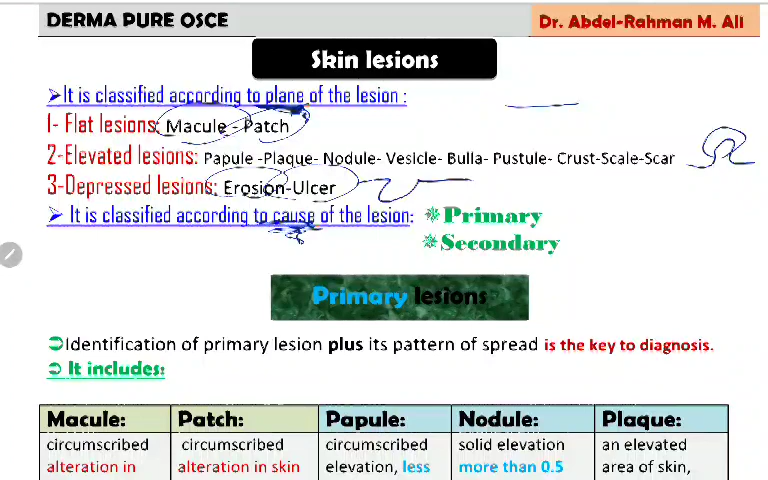 DERMA PURE OSCE
Dr. Abdel-Rahman M. Ali
Skin lesions
➢It is classified according to plane of the lesion :
1- Flat lesions: Macule - Patch
2-Elevated lesions: Papule -Plaque- Nodule- Vesicle- Bulla- Pustule- Crust-Scale-Scar
3-Depressed lesions: Erosion-Ulcer
➢ It is classified according to cause of the lesion: *Primary
*Secondary
Primary lesions
➲Identification of primary lesion plus its pattern of spread is the key to diagnosis.
➲ It includes:
Macule: Patch: Papule: Nodule: Plaque:
circumscribed circumscribed circumscribed solid elevation an elevated
alteration in alteration in skin elevation, less more than 0.5 area of skin,